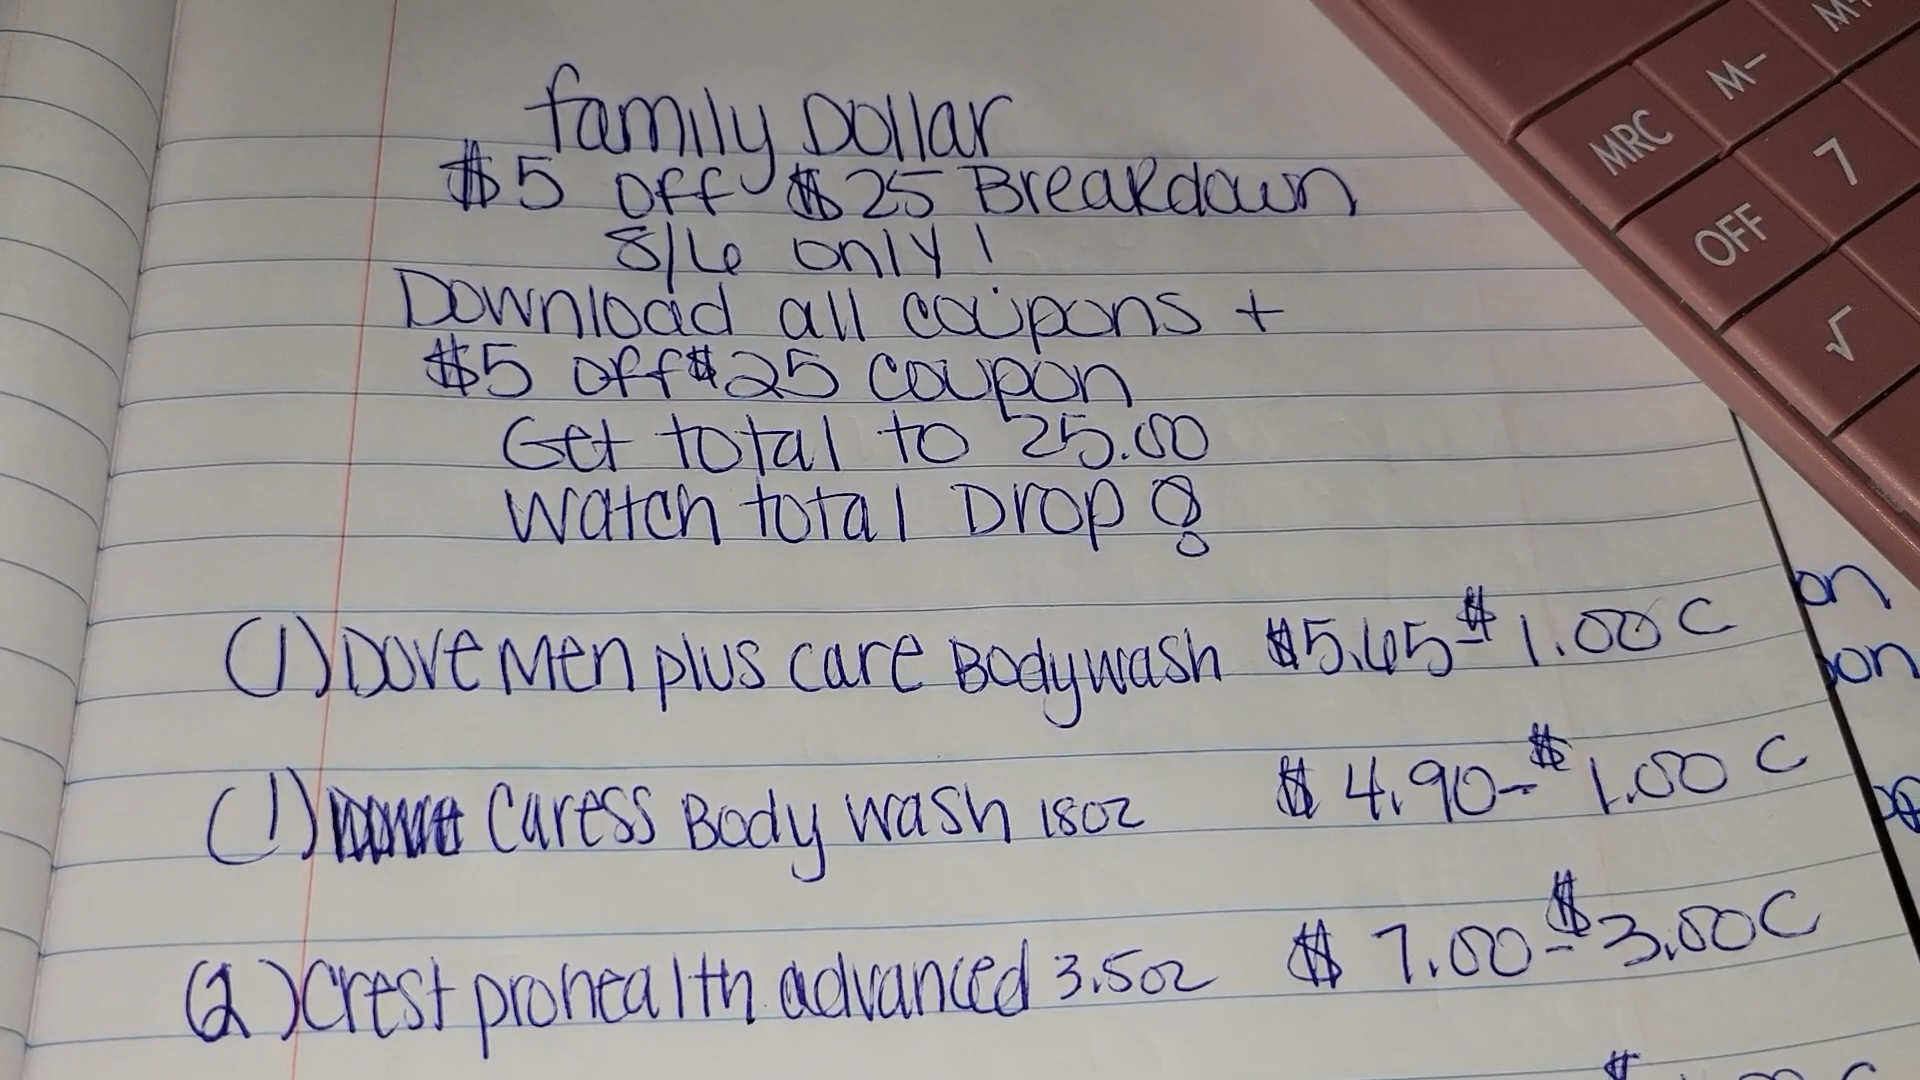 family Dollar
$5 off $25 Breakdown
8/6 only!
Download all coupons +
$5 off $25 coupon
Get total to 25.00
Watch total Drop!
(1) Dove Men plus care Bodywash $5.65-$1.00 C
(1) Caress Body wash 18oz $4.90-$1.00 C
(2) Crest prohealth advanced 3.5oz $7.00-$3.00 C
on
on
MRC
M-
7
OFF
√